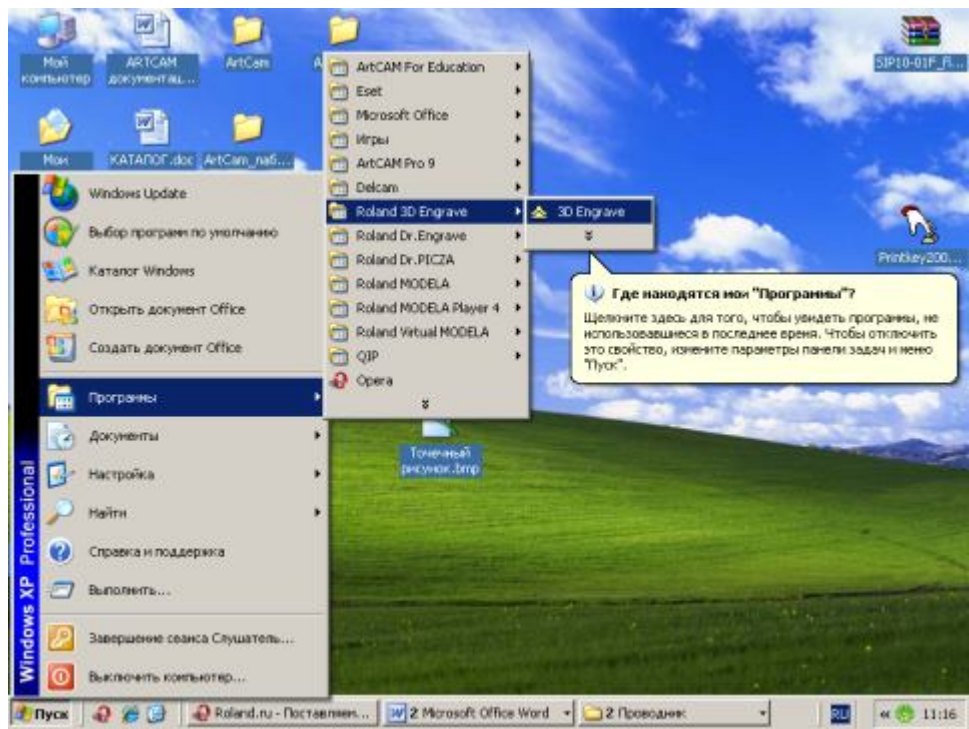 Мой
компьютер
ARTCAM
документац...
ArtCam
A
SIP10-01F_Л...
Мои
КАТАЛОГ.doc
ArtCam_паб...
Printkey200...
ArtCAM For Education
Eset
Microsoft Office
Игры
ArtCAM Pro 9
Delcam
Roland 3D Engrave
Roland Dr.Engrave
Roland Dr.PICZA
Roland MODELA
Roland MODELA Player 4
Roland Virtual MODELA
QIP
Opera
3D Engrave
Где находятся мои "Программы"?
Щелкните здесь для того, чтобы увидеть программы, не
использовавшиеся в последнее время. Чтобы отключить
это свойство, измените параметры панели задач и меню
"Пуск".
Windows Update
Выбор программ по умолчанию
Каталог Windows
Открыть документ Office
Создать документ Office
Программы
Документы
Настройка
Найти
Справка и поддержка
Выполнить...
Завершение сеанса Слушатель...
Выключить компьютер...
Windows XP Professional
Точечный
рисунок.bmp
Пуск
Roland.ru - Поставляем...
2 Microsoft Office Word
2 Проводник
RU
«
11:16